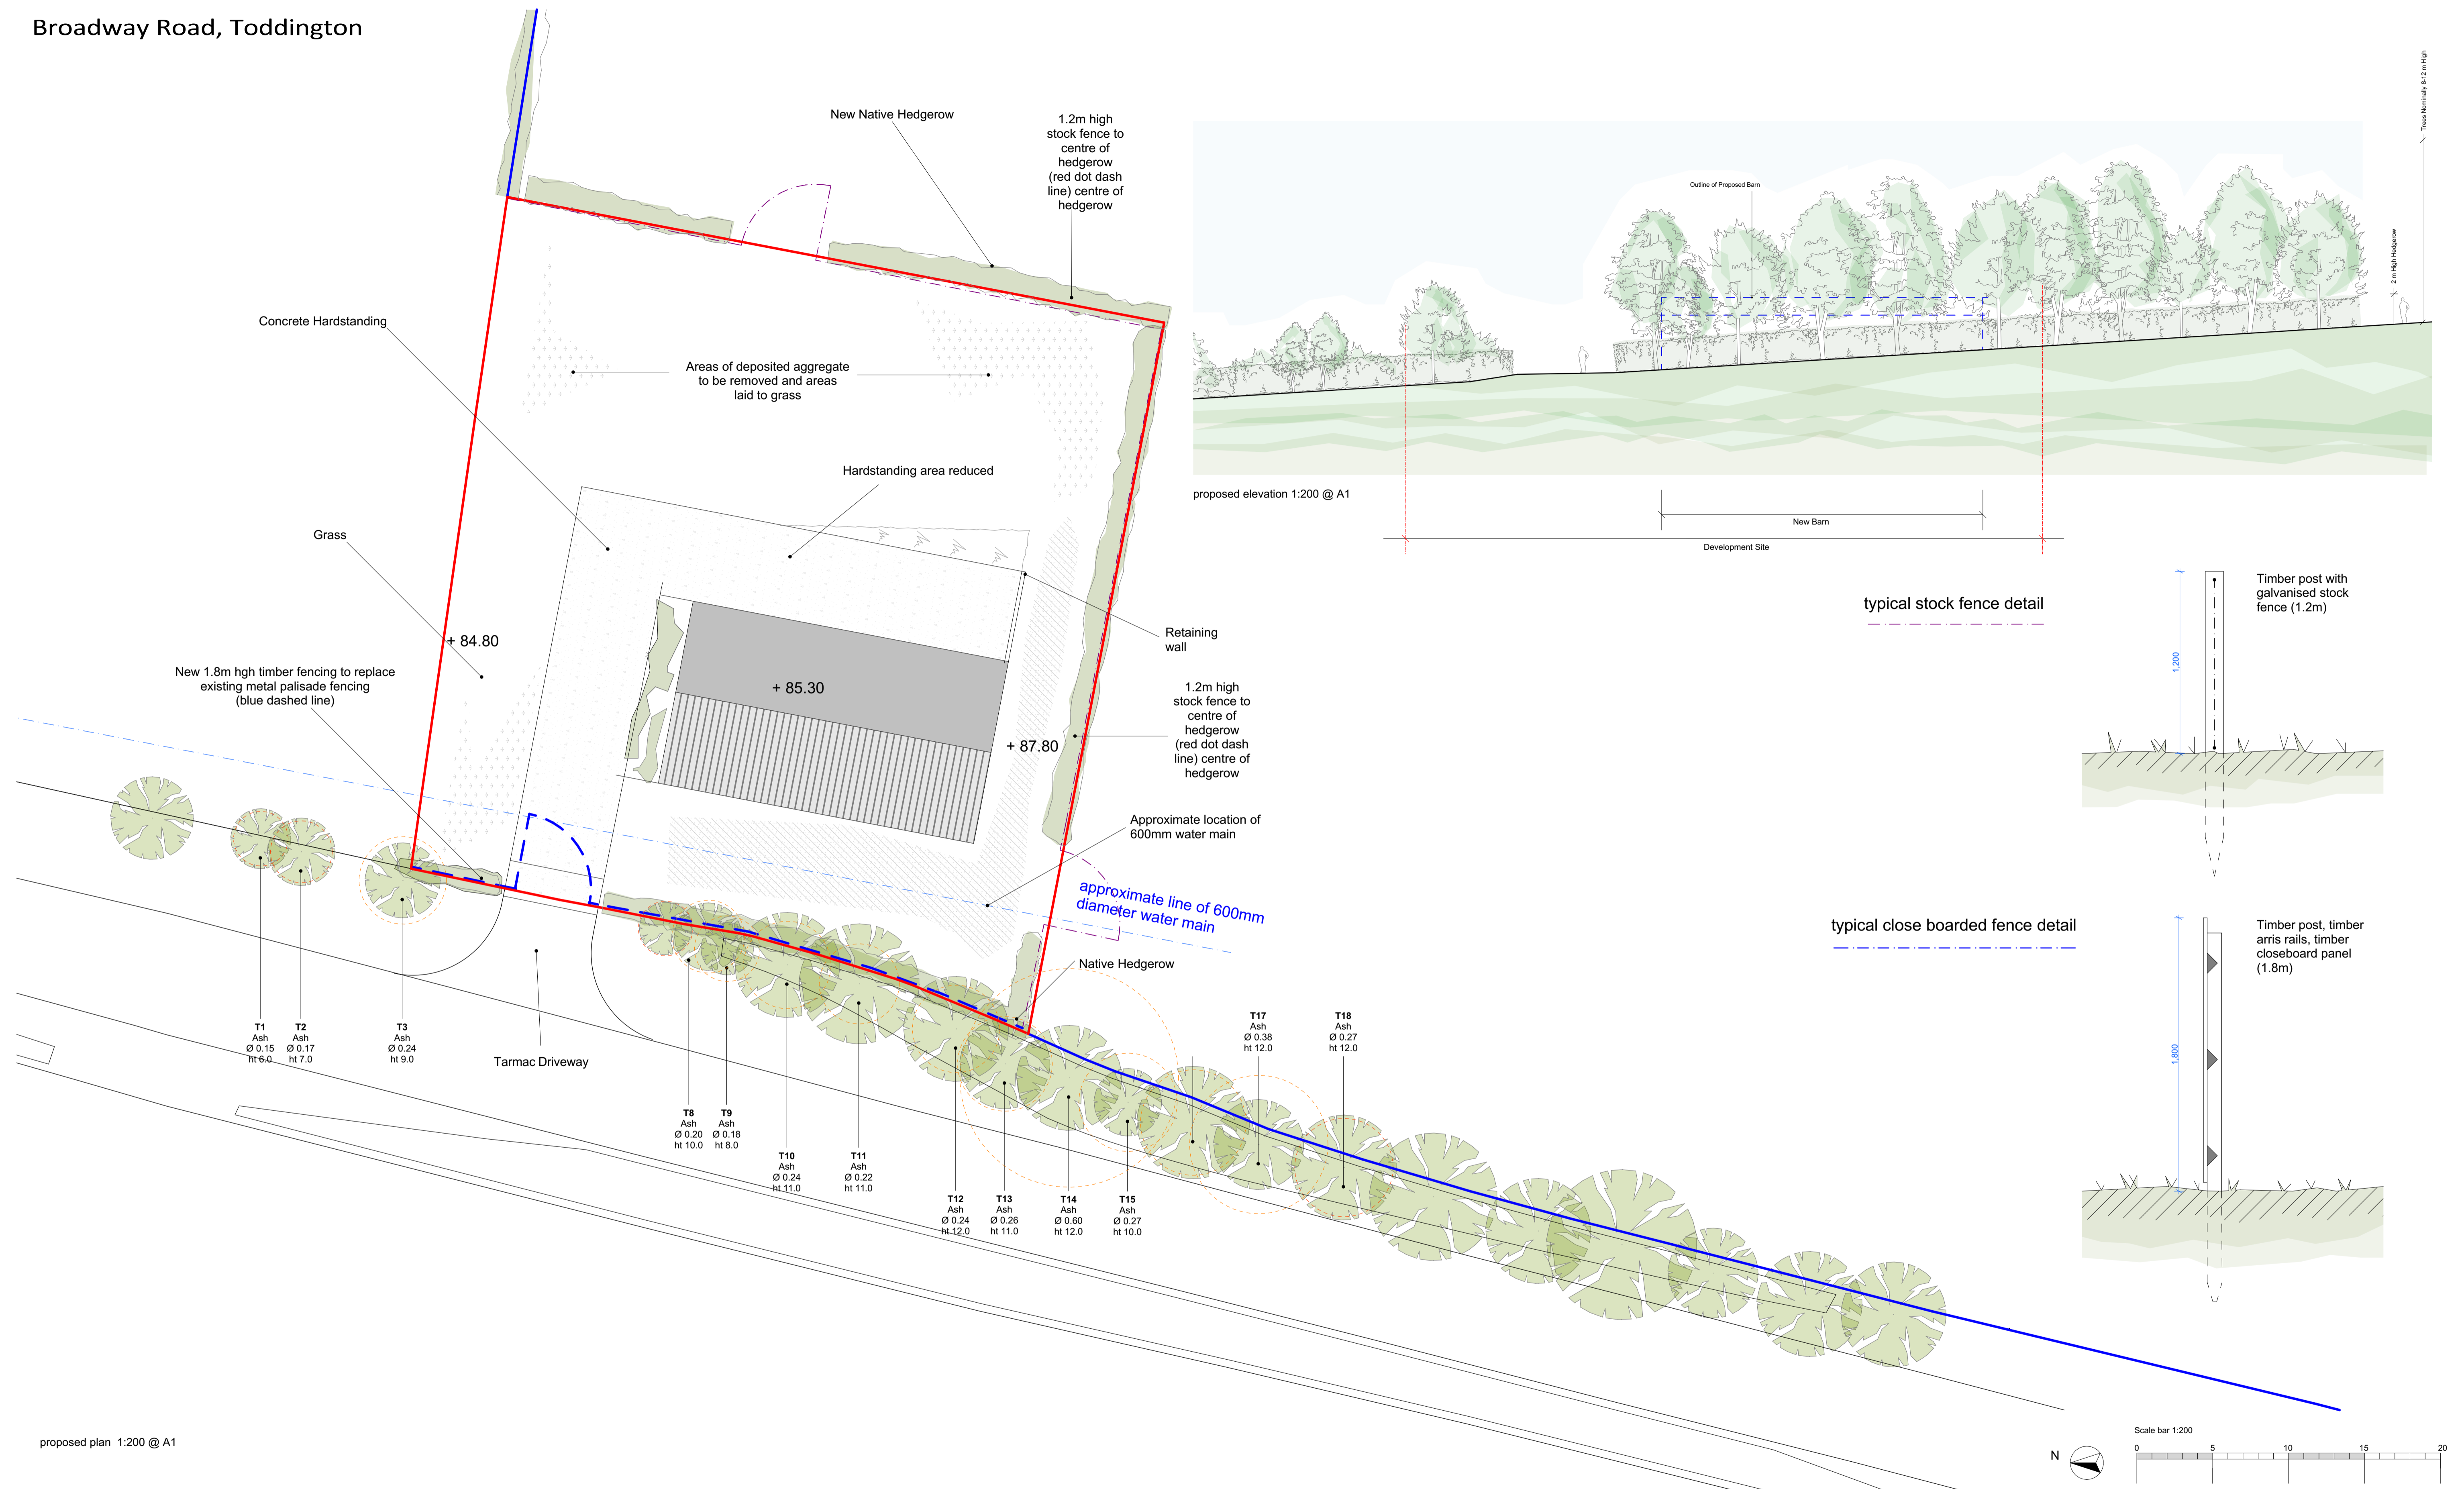 Broadway Road, Toddington
New Native Hedgerow
1.2m high
stock fence to
centre of
hedgerow
(red dot dash
line) centre of
hedgerow
Concrete Hardstanding
Areas of deposited aggregate
to be removed and areas
laid to grass
Hardstanding area reduced
Grass
+ 84.80
New 1.8m hgh timber fencing to replace
existing metal palisade fencing
(blue dashed line)
+ 85.30
Retaining
wall
1.2m high
stock fence to
centre of
hedgerow
(red dot dash
line) centre of
hedgerow
+ 87.80
Approximate location of
600mm water main
approximate line of 600mm
diameter water main
Native Hedgerow
Tarmac Driveway
T1
Ash
Ø 0.15
ht 6.0
T2
Ash
Ø 0.17
ht 7.0
T3
Ash
Ø 0.24
ht 9.0
T8
Ash
Ø 0.20
ht 10.0
T9
Ash
Ø 0.18
ht 8.0
T10
Ash
Ø 0.24
ht 11.0
T11
Ash
Ø 0.22
ht 11.0
T12
Ash
Ø 0.24
ht 12.0
T13
Ash
Ø 0.26
ht 11.0
T14
Ash
Ø 0.60
ht 12.0
T15
Ash
Ø 0.27
ht 10.0
T17
Ash
Ø 0.38
ht 12.0
T18
Ash
Ø 0.27
ht 12.0
proposed plan 1:200 @ A1
Outline of Proposed Barn
2 m High Hedgerow
Trees Nominally 8-12 m High
proposed elevation 1:200 @ A1
New Barn
Development Site
typical stock fence detail
1,200
Timber post with
galvanised stock
fence (1.2m)
typical close boarded fence detail
1,800
Timber post, timber
arris rails, timber
closeboard panel
(1.8m)
N
Scale bar 1:200
0 5 10 15 20